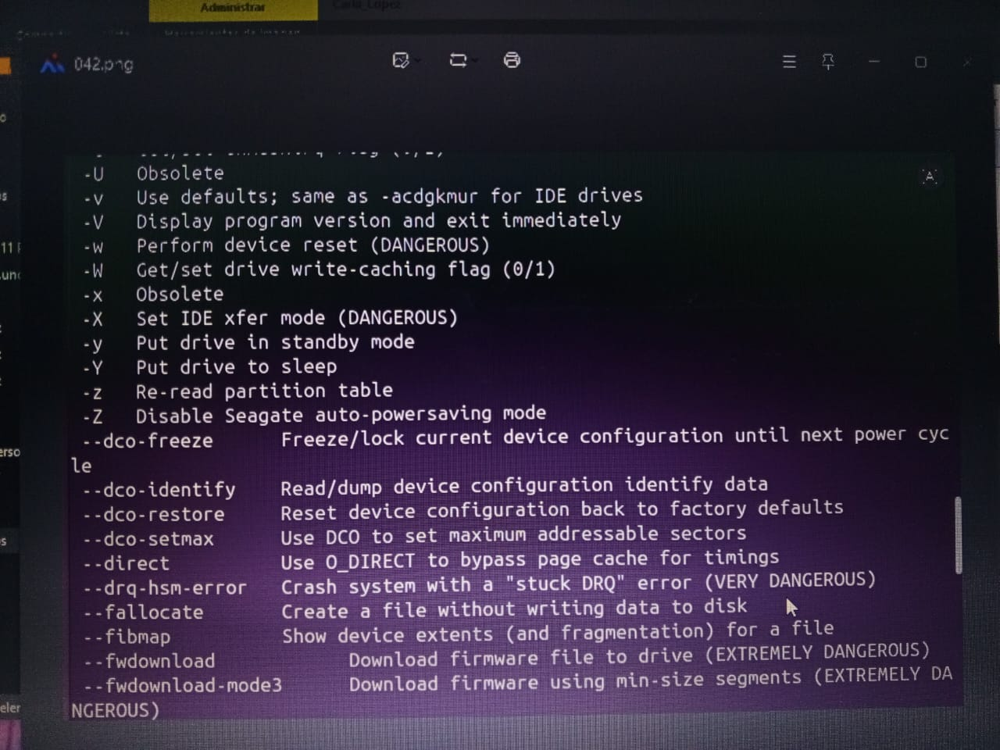 Administrar
Carla_Lopez
042.png
-U Obsolete
-v Use defaults; same as -acdgkmur for IDE drives
-V Display program version and exit immediately
-w Perform device reset (DANGEROUS)
-W Get/set drive write-caching flag (0/1)
-x Obsolete
-X Set IDE xfer mode (DANGEROUS)
-y Put drive in standby mode
-Y Put drive to sleep
-z Re-read partition table
-Z Disable Seagate auto-powersaving mode
--dco-freeze Freeze/lock current device configuration until next power cyc
le
--dco-identify Read/dump device configuration identify data
--dco-restore Reset device configuration back to factory defaults
--dco-setmax Use DCO to set maximum addressable sectors
--direct Use O_DIRECT to bypass page cache for timings
--drq-hsm-error Crash system with a "stuck DRQ" error (VERY DANGEROUS)
--fallocate Create a file without writing data to disk
--fibmap Show device extents (and fragmentation) for a file
--fwdownload Download firmware file to drive (EXTREMELY DANGEROUS)
--fwdownload-mode3 Download firmware using min-size segments (EXTREMELY DA
NGEROUS)